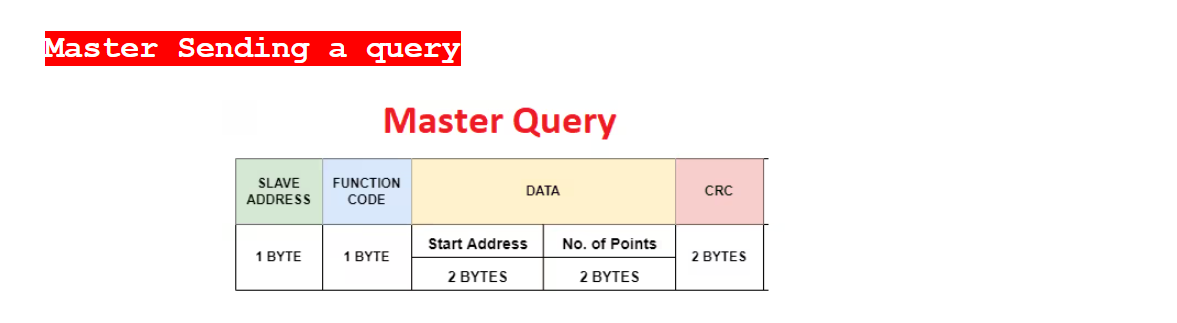 Master Sending a query
Master Query
SLAVE ADDRESS
FUNCTION CODE
DATA
CRC
1 BYTE
1 BYTE
Start Address
No. of Points
2 BYTES
2 BYTES
2 BYTES